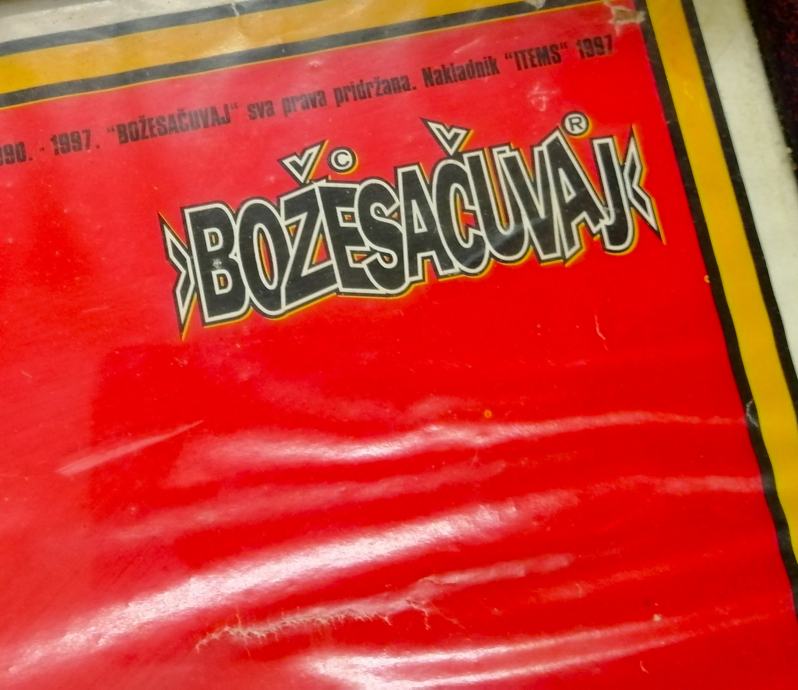 990. - 1997. "BOŽESAČUVAJ" sva prava pridržana. Nakladnik "ITEMS" 1997
BOŽESAČUVAJ © ®